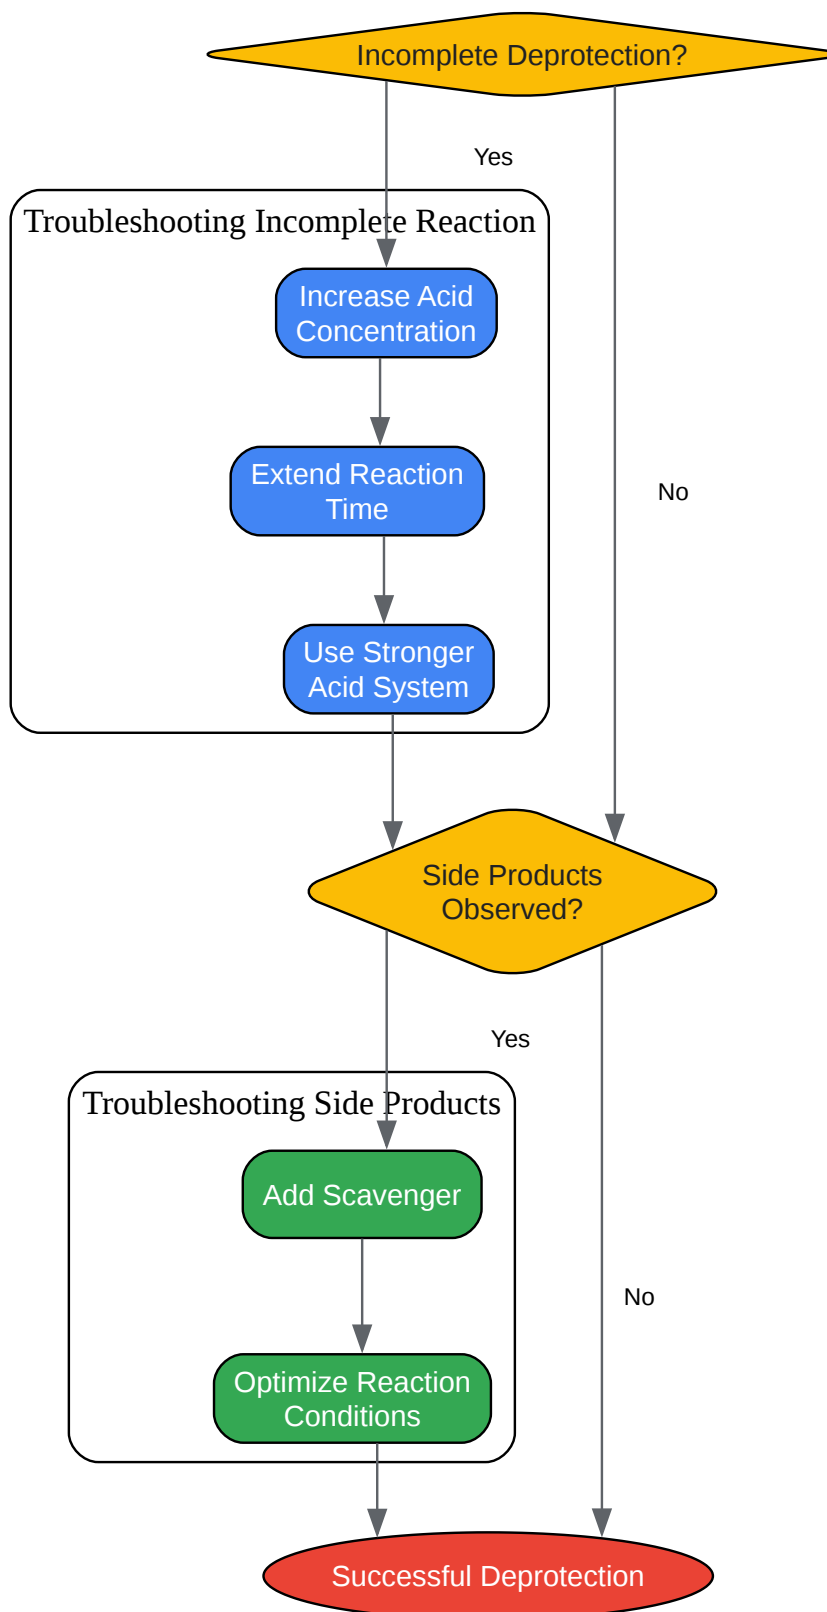 Incomplete Deprotection?
Yes
Troubleshooting Incomplete Reaction
Increase Acid
Concentration
Extend Reaction
Time
No
Use Stronger
Acid System
Side Products
Observed?
Yes
Troubleshooting Side Products
Add Scavenger
No
Optimize Reaction
Conditions
Successful Deprotection